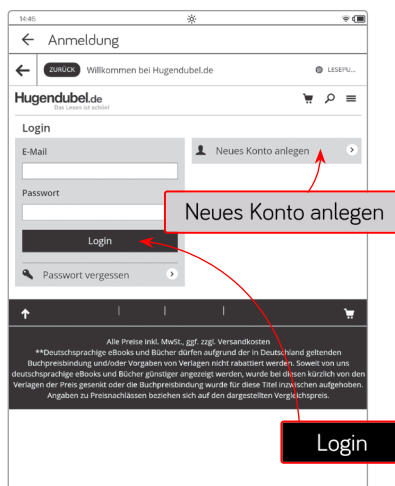 14:46
Anmeldung
ZURÜCK Willkommen bei Hugendubel.de LESEPU...
Hugendubel.de
Das Lesen ist schön!
Login
E-Mail
Neues Konto anlegen
Passwort
Neues Konto anlegen
Login
Passwort vergessen
Alle Preise inkl. MwSt., ggf. zzgl. Versandkosten
**Deutschsprachige eBooks und Bücher dürfen aufgrund der in Deutschland geltenden
Buchpreisbindung und/oder Vorgaben von Verlagen nicht rabattiert werden. Soweit von uns
deutschsprachige eBooks und Bücher günstiger angezeigt werden, wurde bei diesen kürzlich von den
Verlagen der Preis gesenkt oder die Buchpreisbindung wurde für diese Titel inzwischen aufgehoben.
Angaben zu Preisnachlässen beziehen sich auf den dargestellten Vergleichspreis.
Login